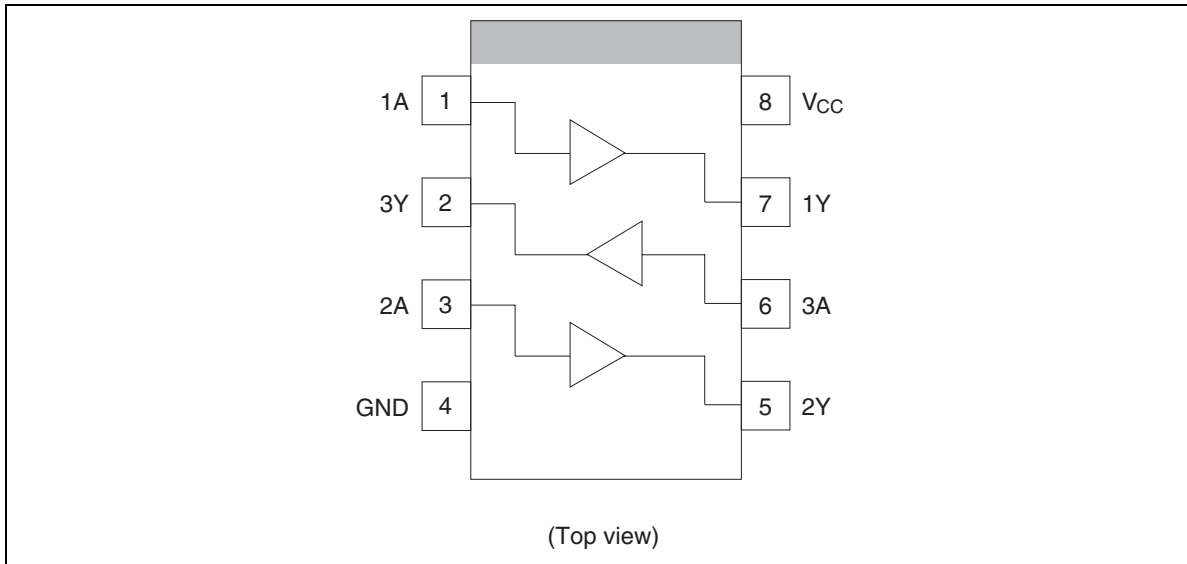 1A 1 8 VCC
3Y 2 7 1Y
2A 3 6 3A
GND 4 5 2Y
(Top view)